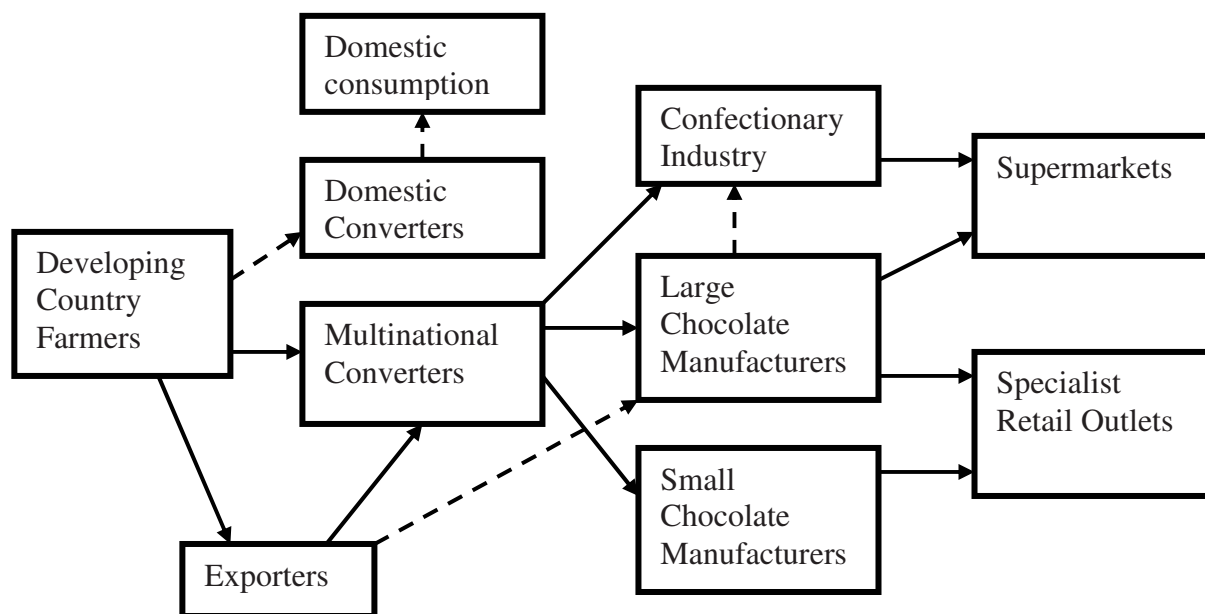 Domestic
consumption
Domestic
Converters
Developing
Country
Farmers
Multinational
Converters
Exporters
Confectionary
Industry
Large
Chocolate
Manufacturers
Small
Chocolate
Manufacturers
Supermarkets
Specialist
Retail Outlets